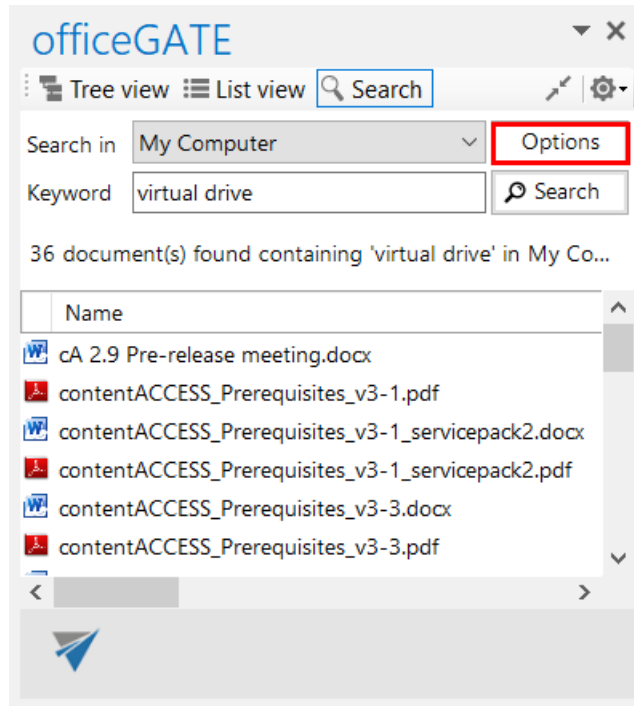 officeGATE
Tree view List view Search
Search in My Computer Options
Keyword virtual drive Search
36 document(s) found containing 'virtual drive' in My Co...
Name
cA 2.9 Pre-release meeting.docx
contentACCESS_Prerequisites_v3-1.pdf
contentACCESS_Prerequisites_v3-1_servicepack2.docx
contentACCESS_Prerequisites_v3-1_servicepack2.pdf
contentACCESS_Prerequisites_v3-3.docx
contentACCESS_Prerequisites_v3-3.pdf